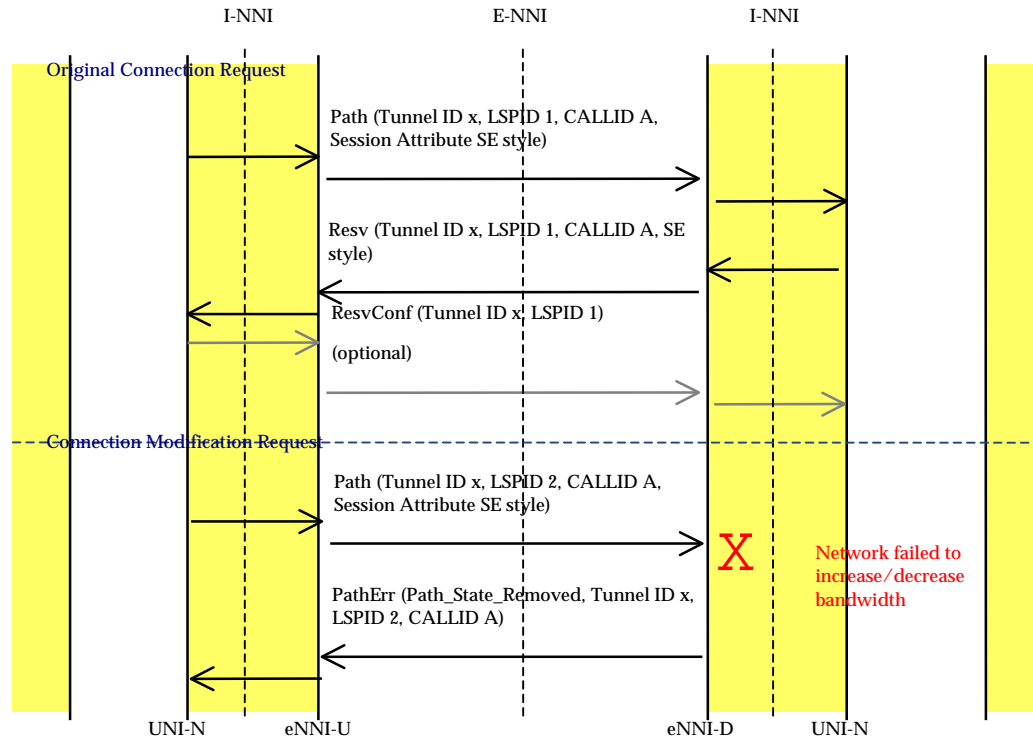 I-NNI
E-NNI
I-NNI
Original Connection Request
Path (Tunnel ID x, LSPID 1, CALLID A,
Session Attribute SE style)
Resv (Tunnel ID x, LSPID 1, CALLID A, SE
style)
ResvConf (Tunnel ID x, LSPID 1)
(optional)
Connection Modification Request
Path (Tunnel ID x, LSPID 2, CALLID A,
Session Attribute SE style)
X
Network failed to
increase/decrease
bandwidth
PathErr (Path_State_Removed, Tunnel ID x,
LSPID 2, CALLID A)
UNI-N
eNNI-U
eNNI-D
UNI-N